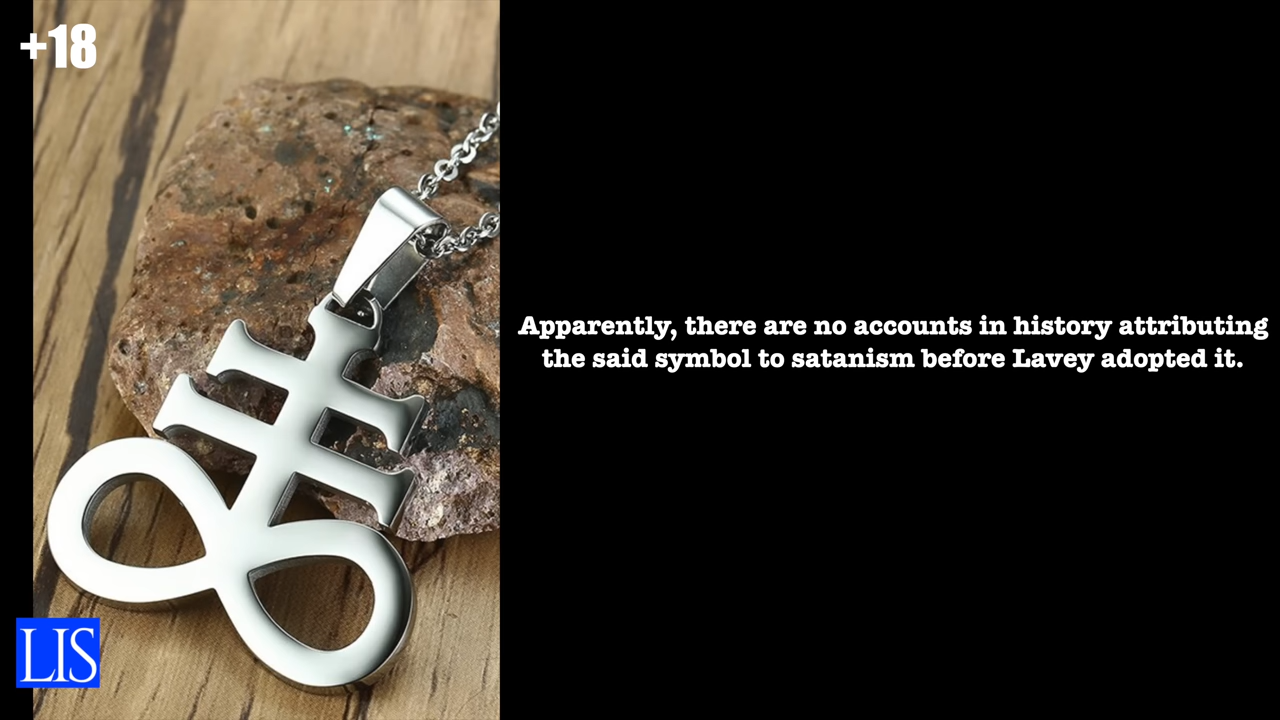 +18
Apparently, there are no accounts in history attributing
the said symbol to satanism before Lavey adopted it.
LIS